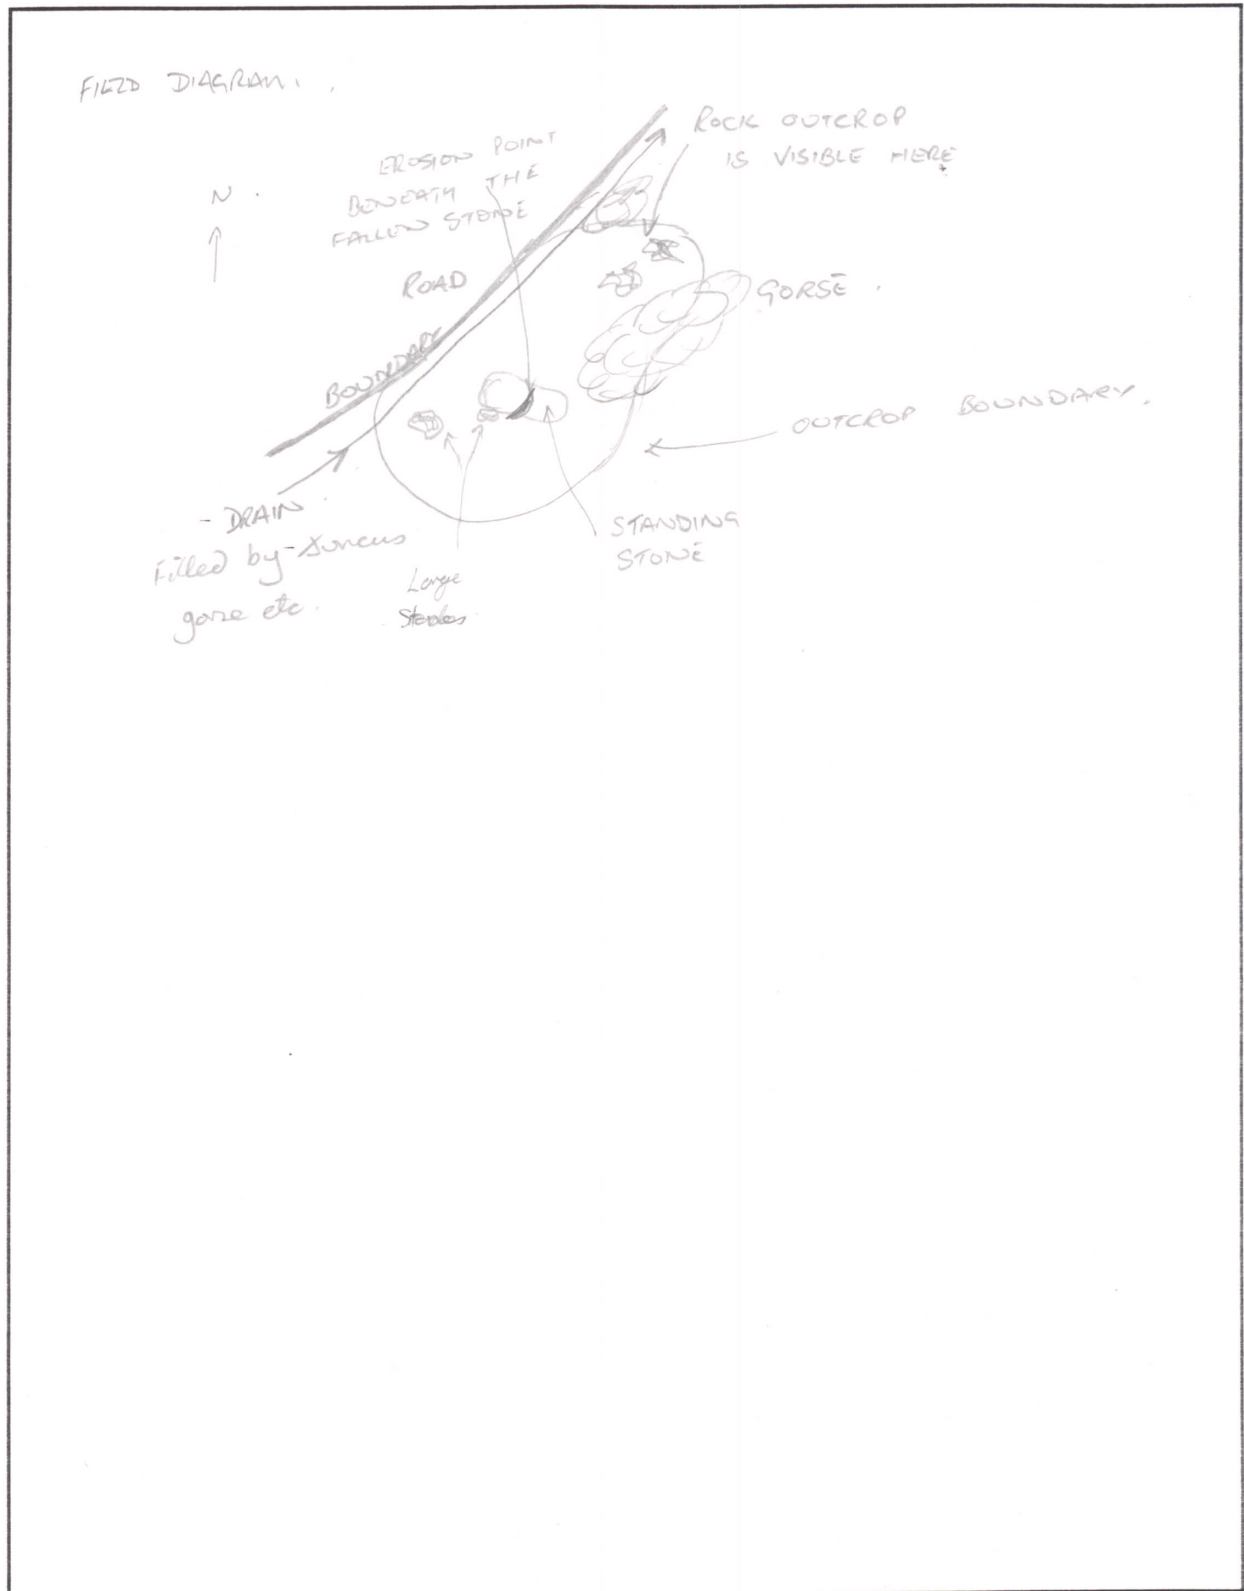 FIELD DIAGRAM.
N.
EROSION POINT
BENEATH THE
FALLEN STONE
ROCK OUTCROP
IS VISIBLE HERE
ROAD
BOUNDARY
GORSE.
OUTCROP BOUNDARY.
- DRAIN.
Filled by - Juncus
gorse etc.
Large
STANDING
STONE